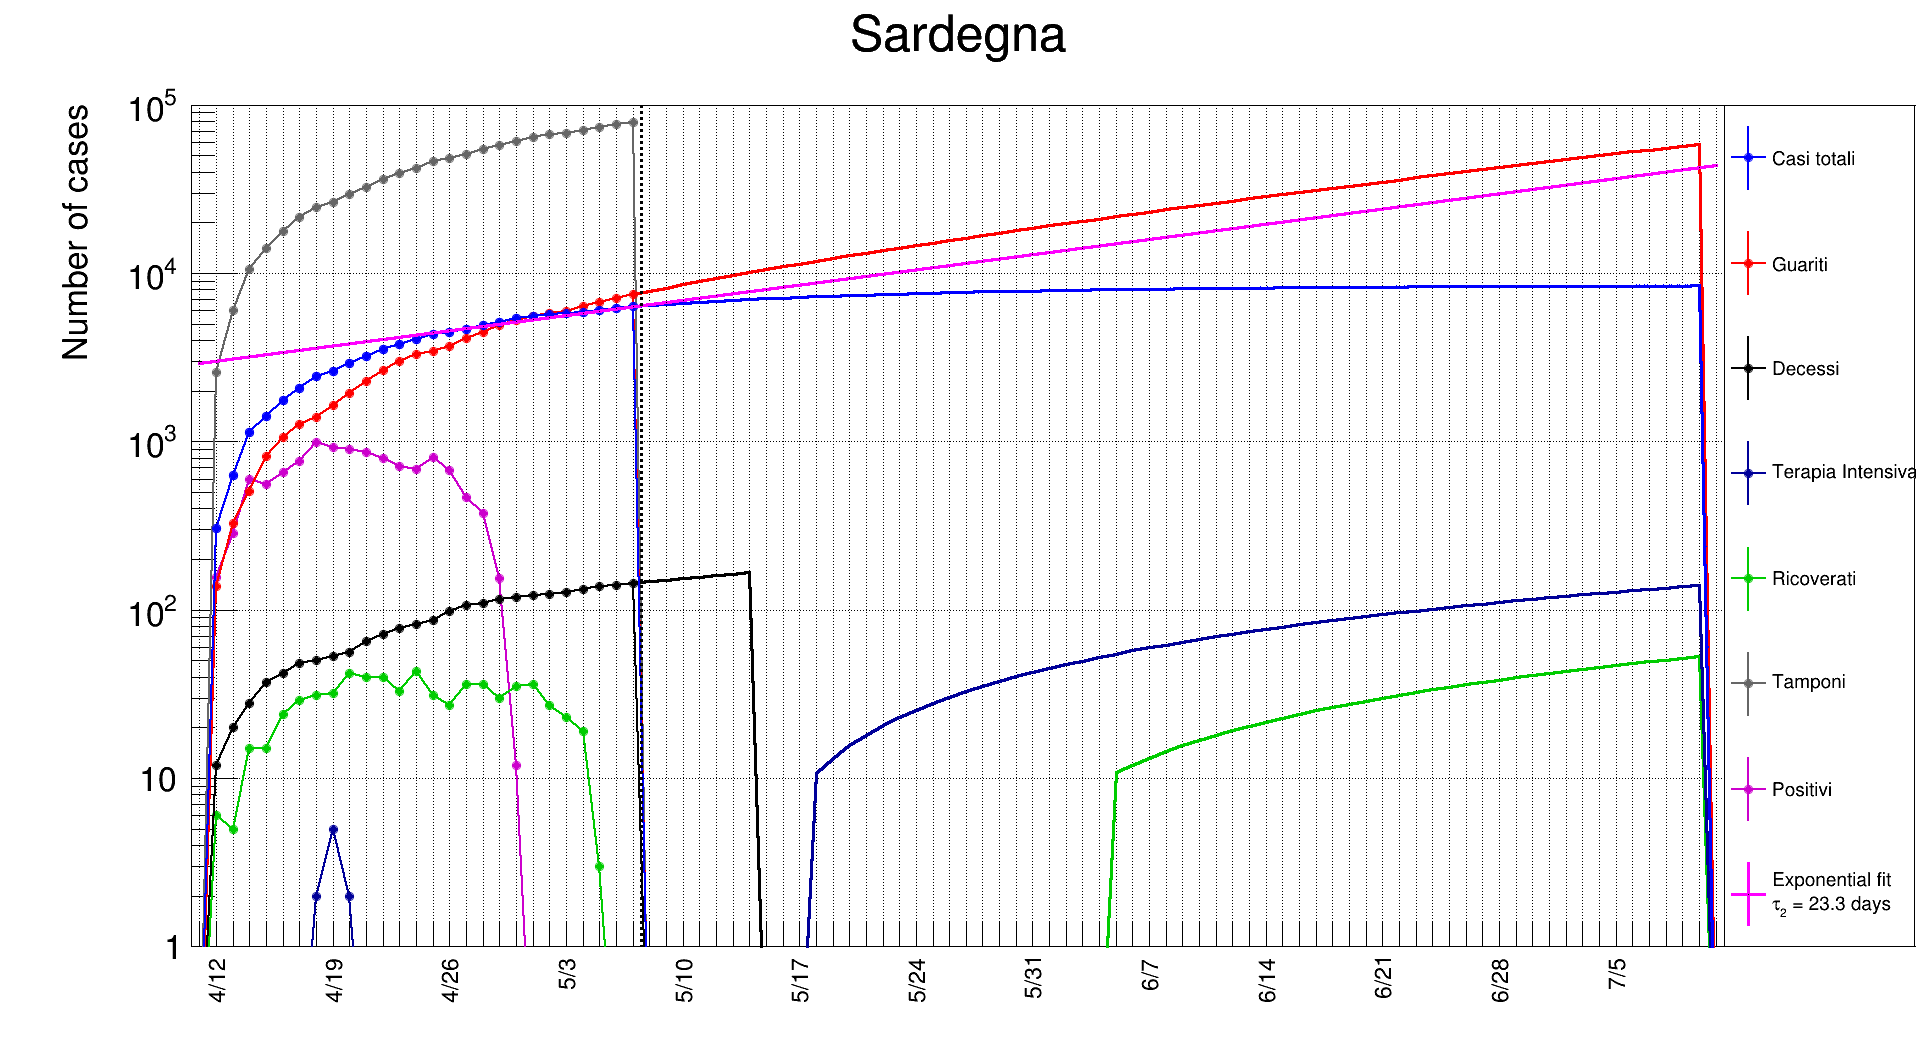 Sardegna
Number of cases
10^5
10^4
10^3
10^2
10
1
4/12
4/19
4/26
5/3
5/10
5/17
5/24
5/31
6/7
6/14
6/21
6/28
7/5
Casi totali
Guariti
Decessi
Terapia Intensiva
Ricoverati
Tamponi
Positivi
Exponential fit
τ₂ = 23.3 days